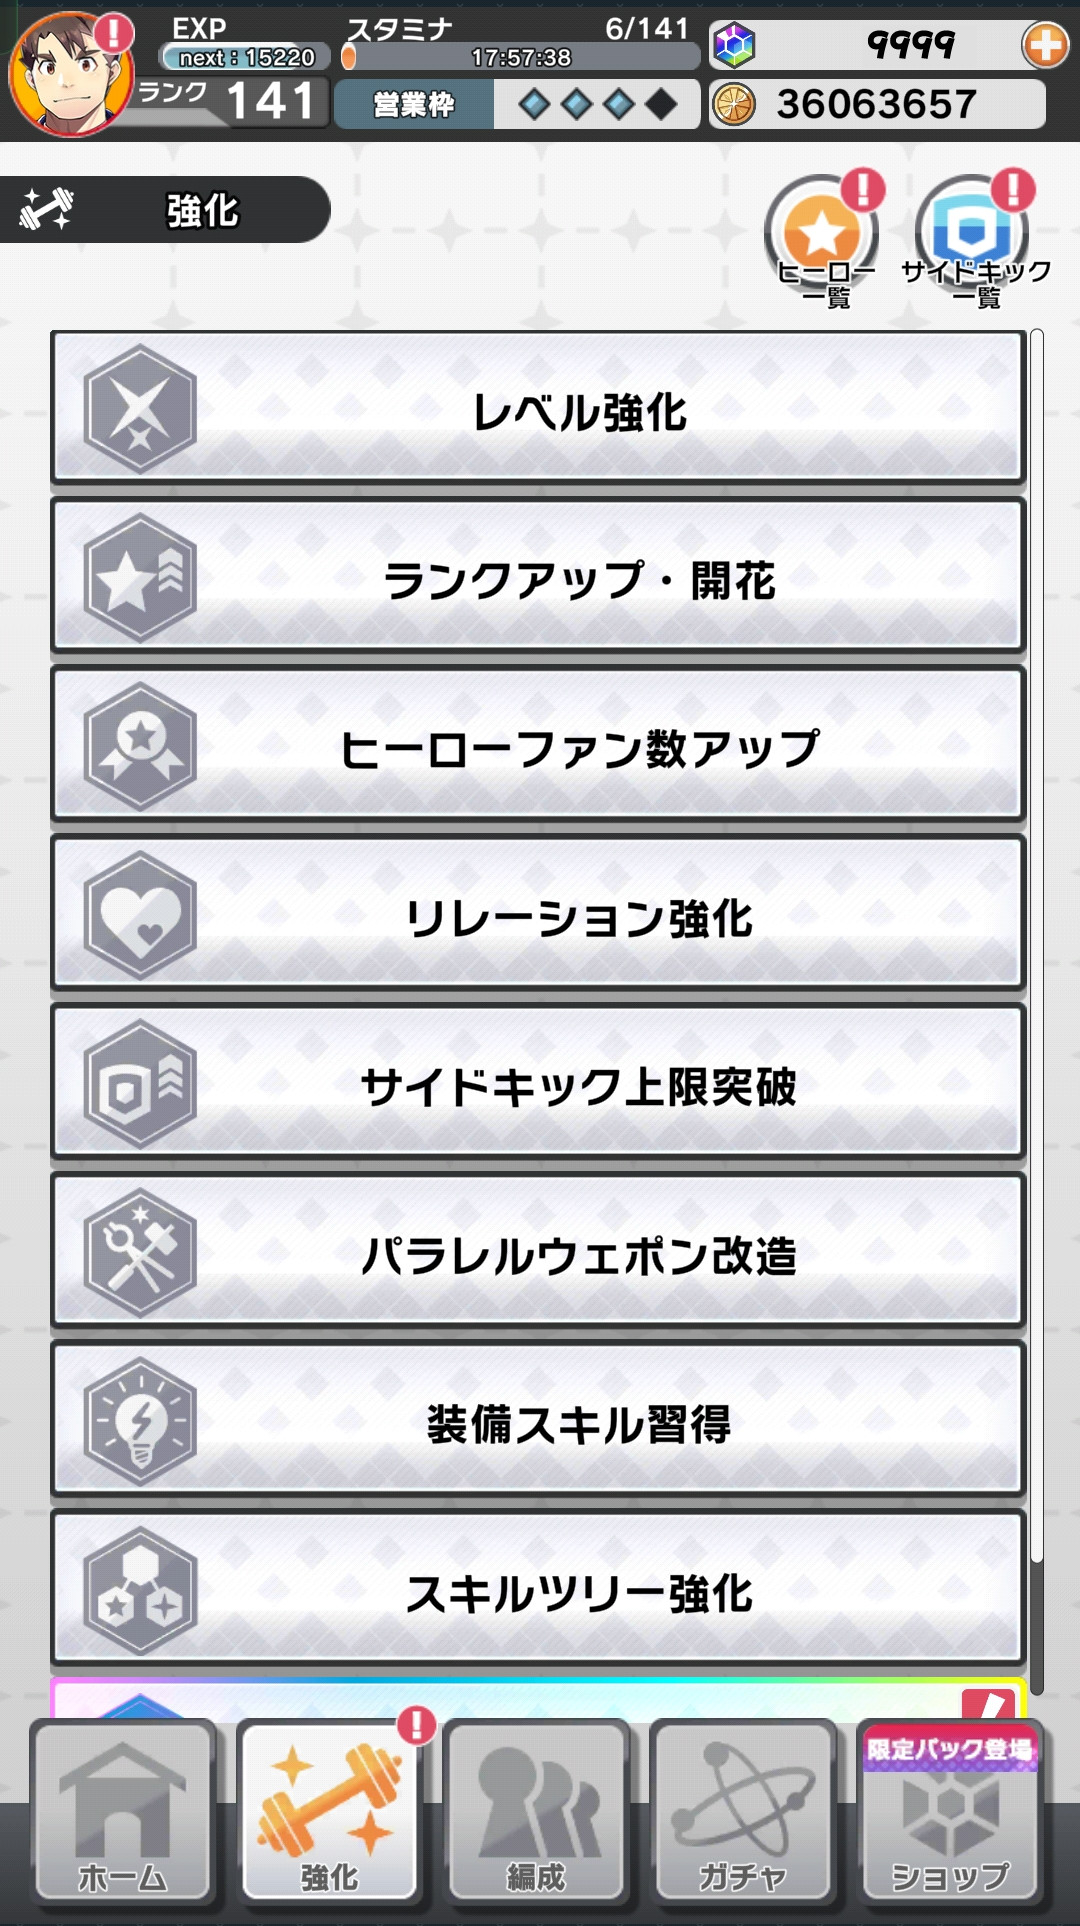 EXP
next：15220
ランク 141
スタミナ 6/141
17:57:38
営業枠
9999
36063657
強化
ヒーロー
一覧
サイドキック
一覧
レベル強化
ランクアップ・開花
ヒーローファン数アップ
リレーション強化
サイドキック上限突破
パラレルウェポン改造
装備スキル習得
スキルツリー強化
ホーム
強化
編成
ガチャ
限定パック登場
ショップ